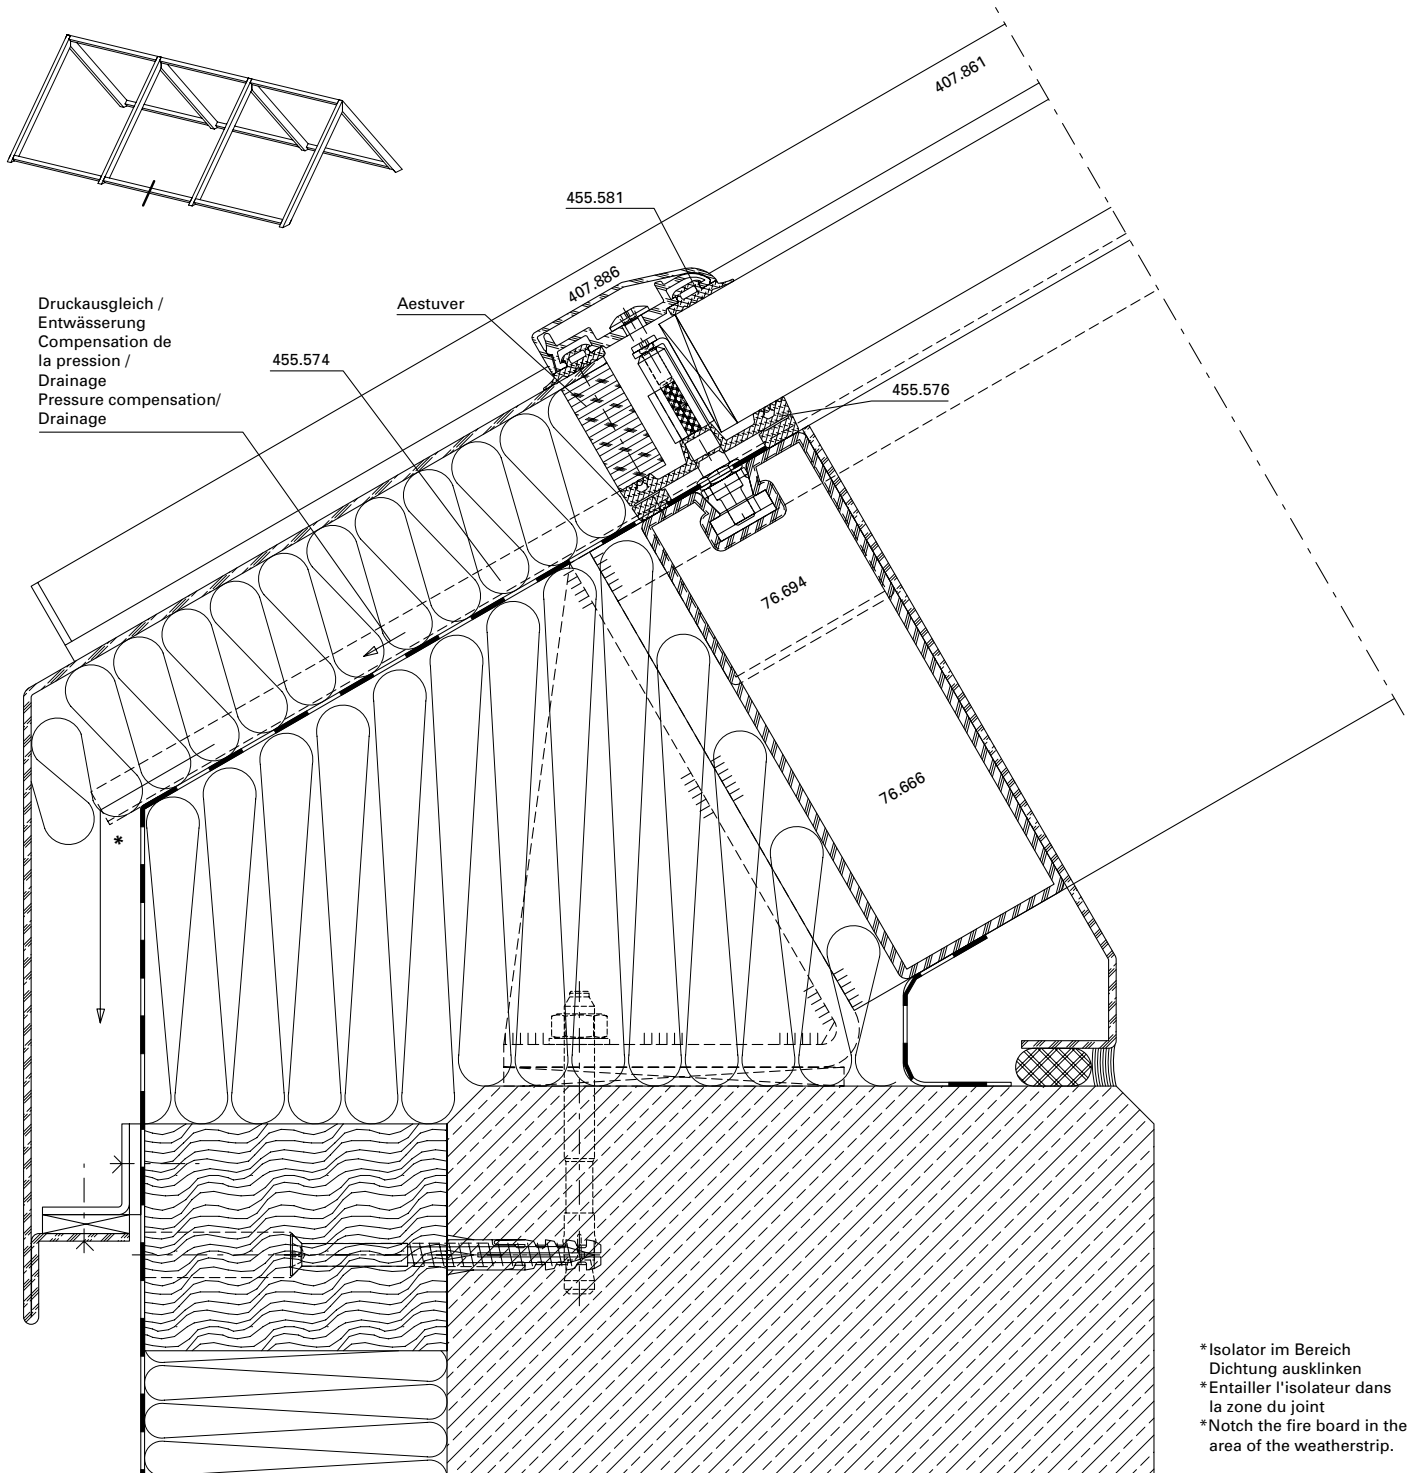 407.861
455.581
407.886
Druckausgleich /
Entwässerung
Compensation de
la pression /
Drainage
Pressure compensation/
Drainage
Aestuver
455.574
455.576
76.694
76.666
*
*Isolator im Bereich
Dichtung ausklinken
*Entailler l'isolateur dans
la zone du joint
*Notch the fire board in the
area of the weatherstrip.